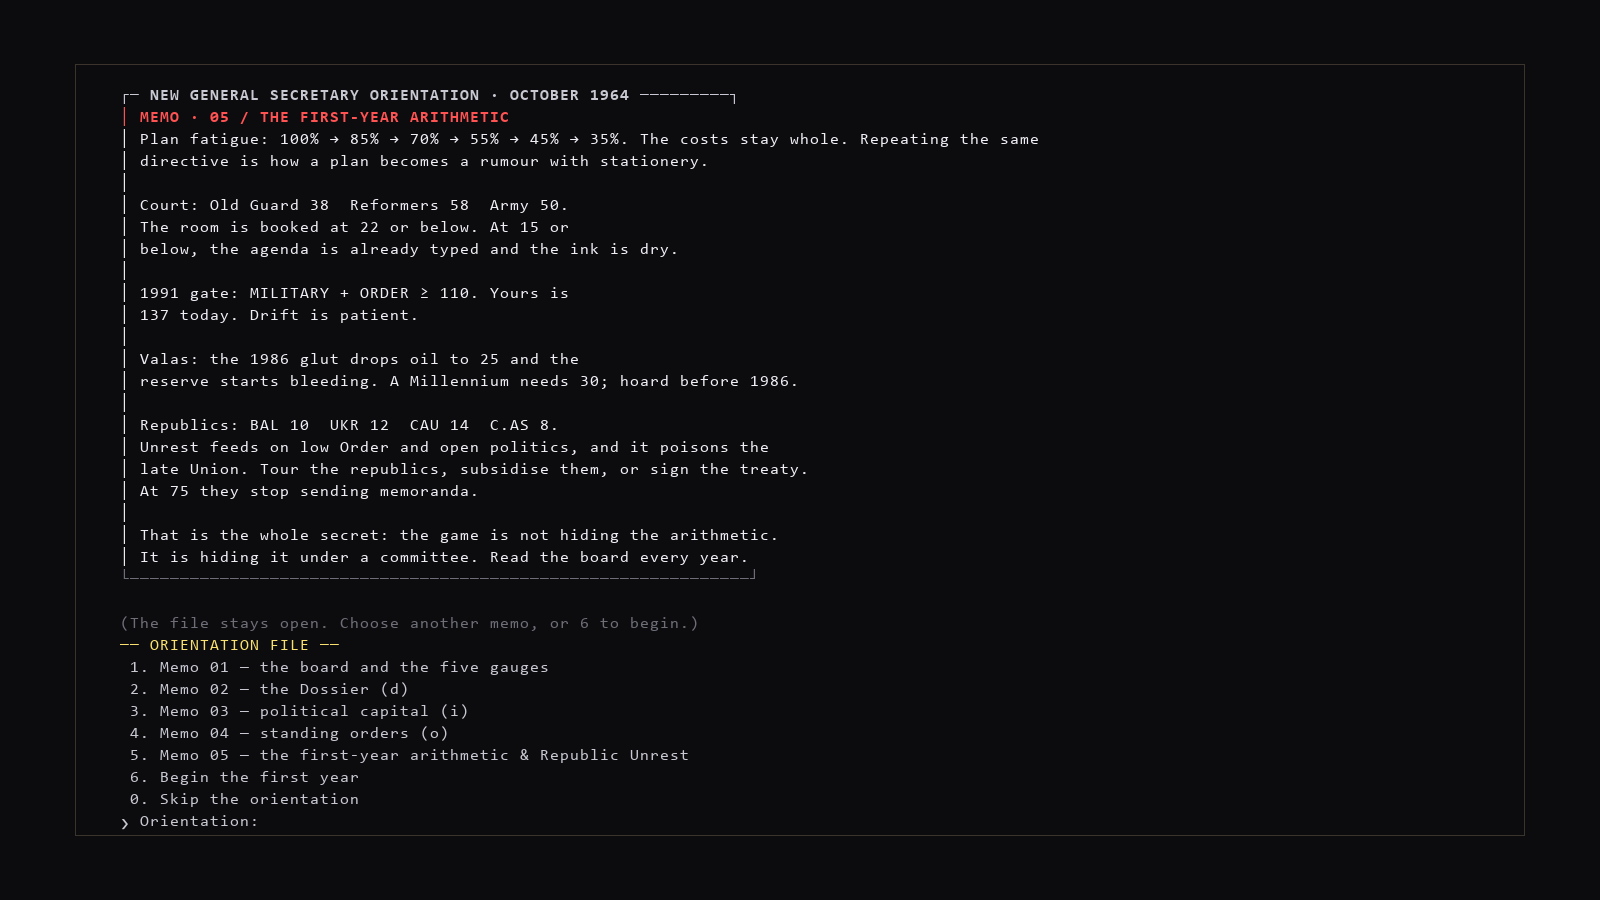 ┌─ NEW GENERAL SECRETARY ORIENTATION · OCTOBER 1964 ─────────┐
│ MEMO · 05 / THE FIRST-YEAR ARITHMETIC
│ Plan fatigue: 100% → 85% → 70% → 55% → 45% → 35%. The costs stay whole. Repeating the same
│ directive is how a plan becomes a rumour with stationery.
│
│ Court: Old Guard 38  Reformers 58  Army 50.
│ The room is booked at 22 or below. At 15 or
│ below, the agenda is already typed and the ink is dry.
│
│ 1991 gate: MILITARY + ORDER ≥ 110. Yours is
│ 137 today. Drift is patient.
│
│ Valas: the 1986 glut drops oil to 25 and the
│ reserve starts bleeding. A Millennium needs 30; hoard before 1986.
│
│ Republics: BAL 10  UKR 12  CAU 14  C.AS 8.
│ Unrest feeds on low Order and open politics, and it poisons the
│ late Union. Tour the republics, subsidise them, or sign the treaty.
│ At 75 they stop sending memoranda.
│
│ That is the whole secret: the game is not hiding the arithmetic.
│ It is hiding it under a committee. Read the board every year.
└──────────────────────────────────────────────────────────────┘
(The file stays open. Choose another memo, or 6 to begin.)
── ORIENTATION FILE ──
1. Memo 01 — the board and the five gauges
2. Memo 02 — the Dossier (d)
3. Memo 03 — political capital (i)
4. Memo 04 — standing orders (o)
5. Memo 05 — the first-year arithmetic & Republic Unrest
6. Begin the first year
0. Skip the orientation
❯ Orientation: